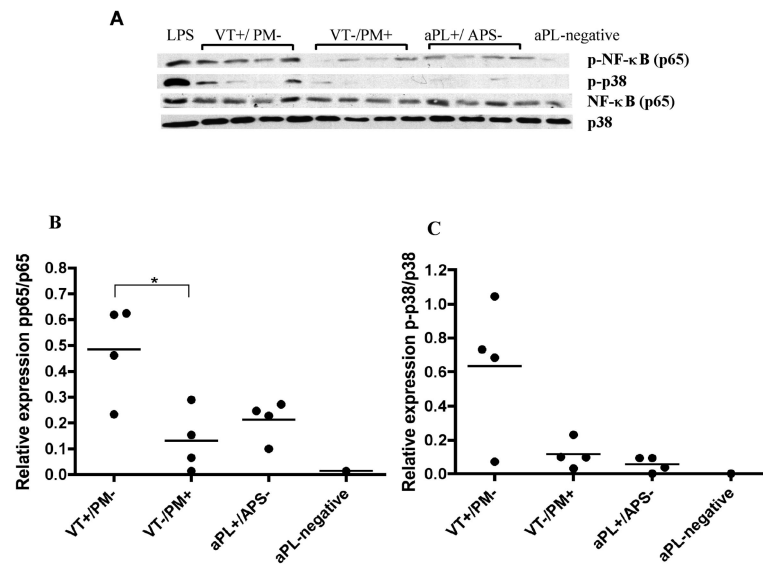 A
LPS VT+/ PM- VT-/PM+ aPL+/ APS- aPL-negative
p-NF-κB (p65)
p-p38
NF-κB (p65)
p38
B
Relative expression pp65/p65
0.8
0.7
0.6
0.5
0.4
0.3
0.2
0.1
0.0
*
VT+/PM-
VT-/PM+
aPL+/APS-
aPL-negative
C
Relative expression p-p38/p38
1.2
1.0
0.8
0.6
0.4
0.2
0.0
VT+/PM-
VT-/PM+
aPL+/APS-
aPL-negative